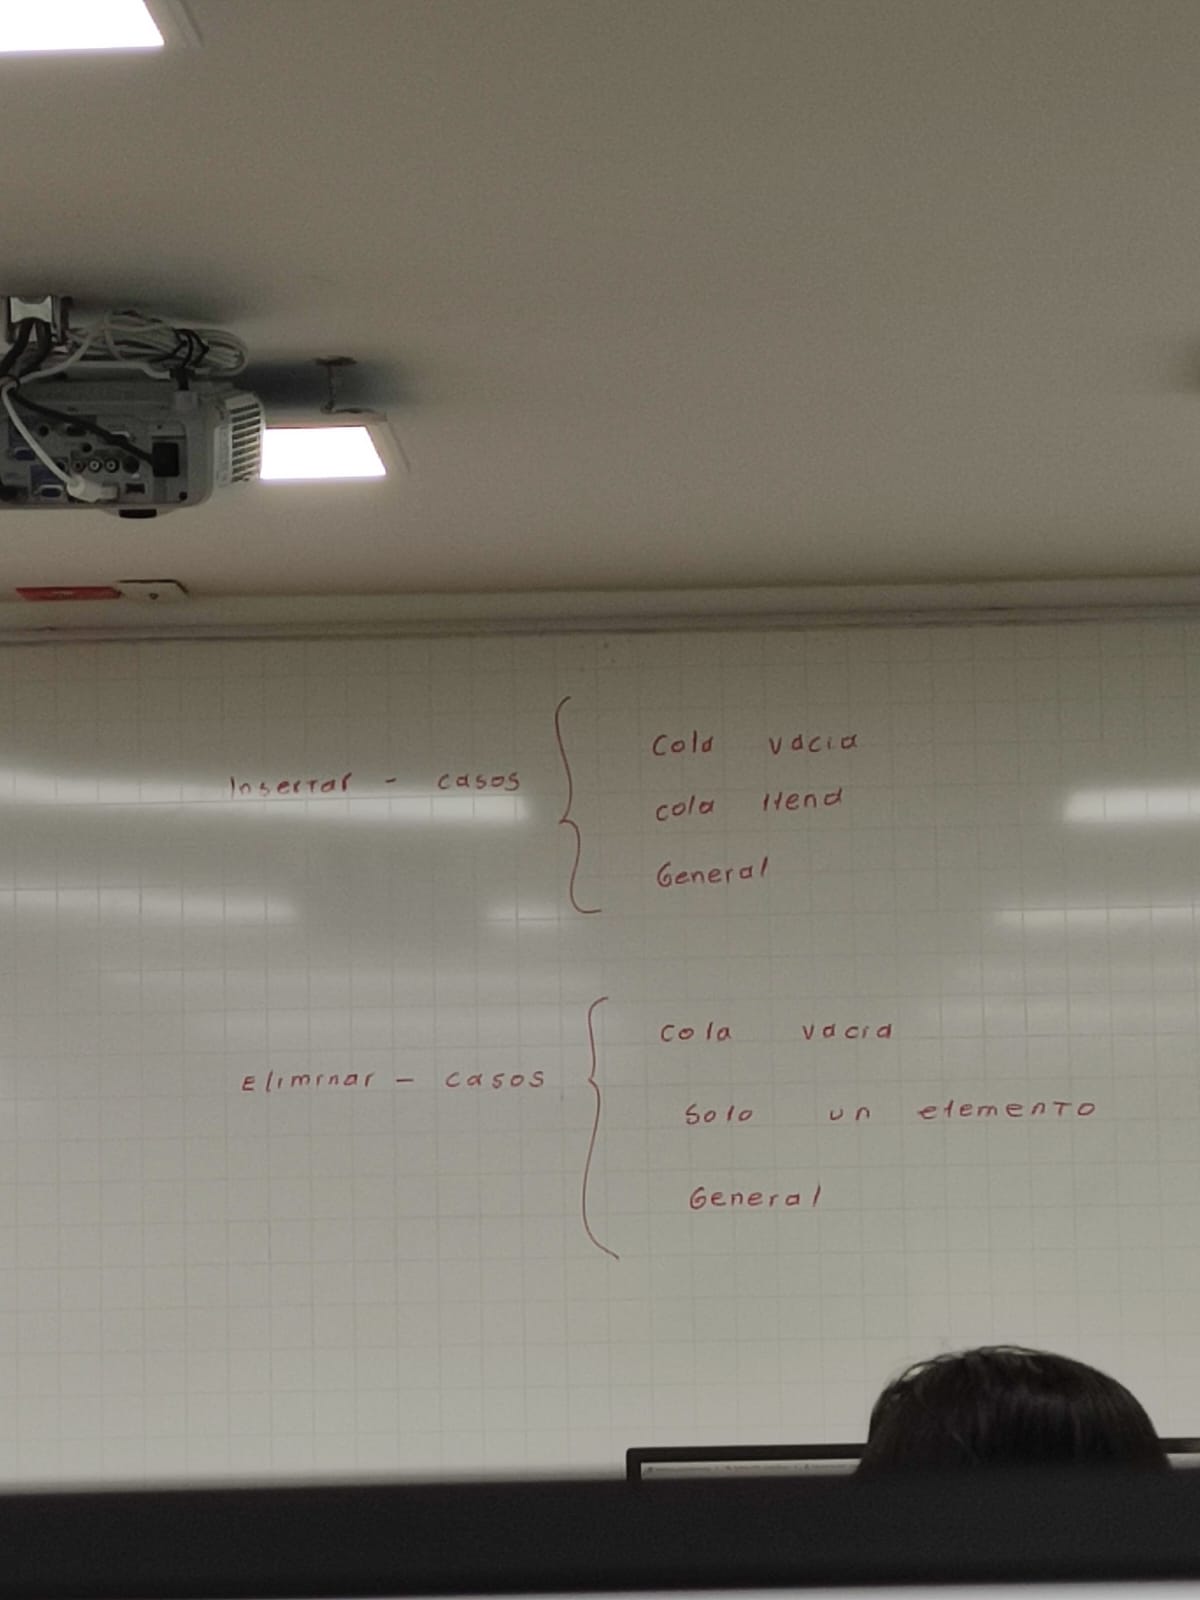 Insertar - casos
Cola vacia
cola llena
General
Eliminar - casos
Cola vacia
Solo un elemento
General